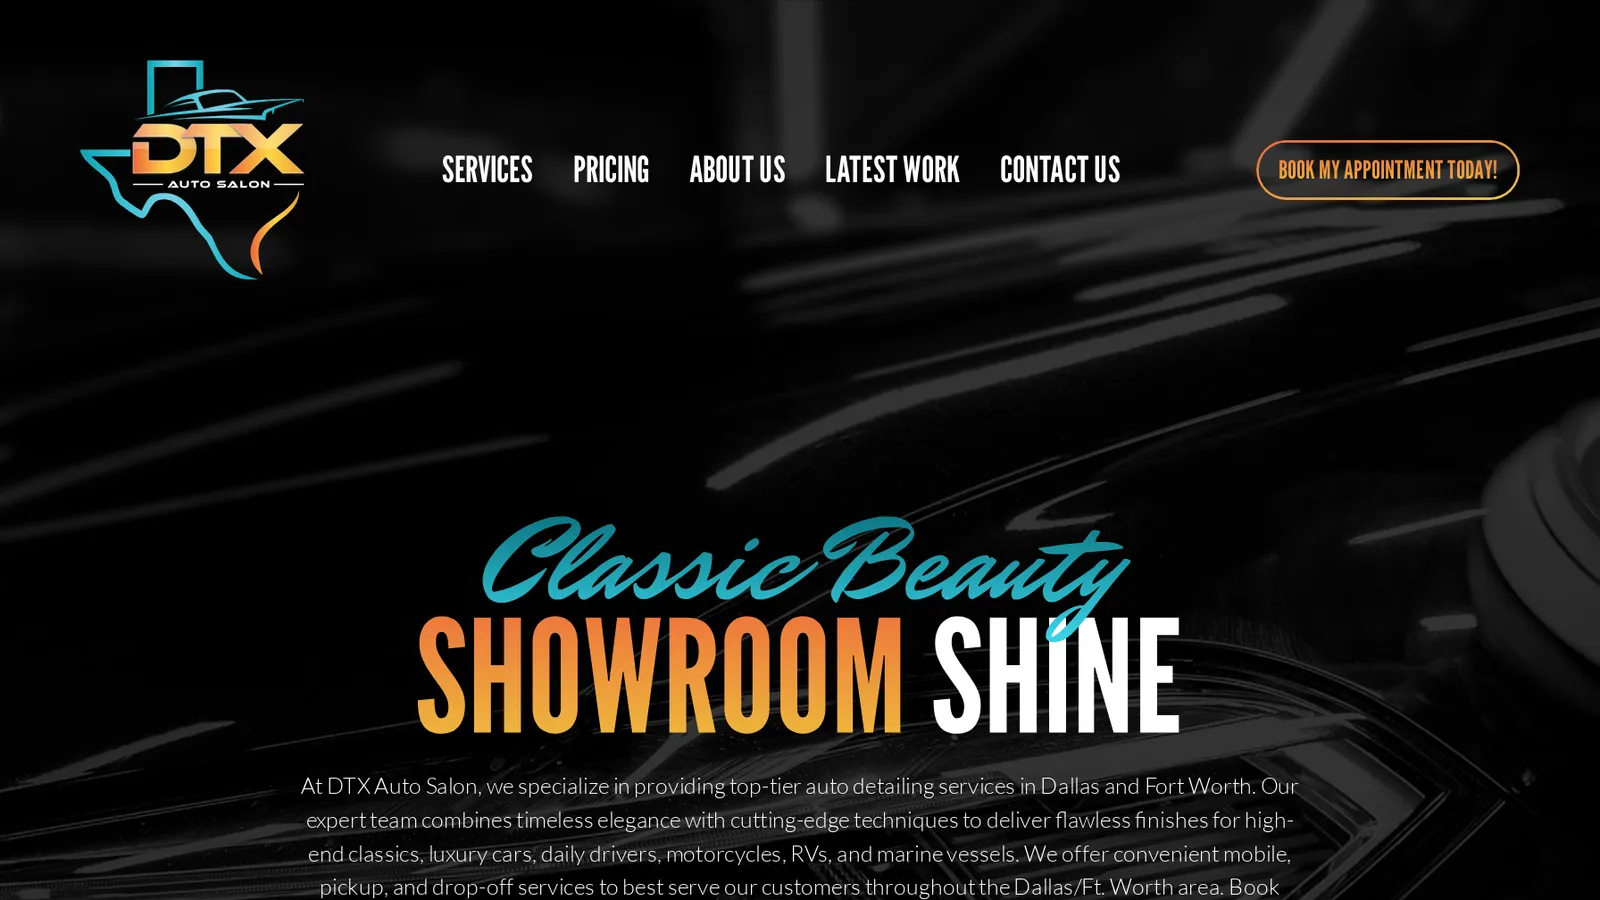 DTX
AUTO SALON
SERVICES
PRICING
ABOUT US
LATEST WORK
CONTACT US
BOOK MY APPOINTMENT TODAY!
Classic Beauty
SHOWROOM SHINE
At DTX Auto Salon, we specialize in providing top-tier auto detailing services in Dallas and Fort Worth. Our
expert team combines timeless elegance with cutting-edge techniques to deliver flawless finishes for high-
end classics, luxury cars, daily drivers, motorcycles, RVs, and marine vessels. We offer convenient mobile,
pickup, and drop-off services to best serve our customers throughout the Dallas/Ft. Worth area. Book